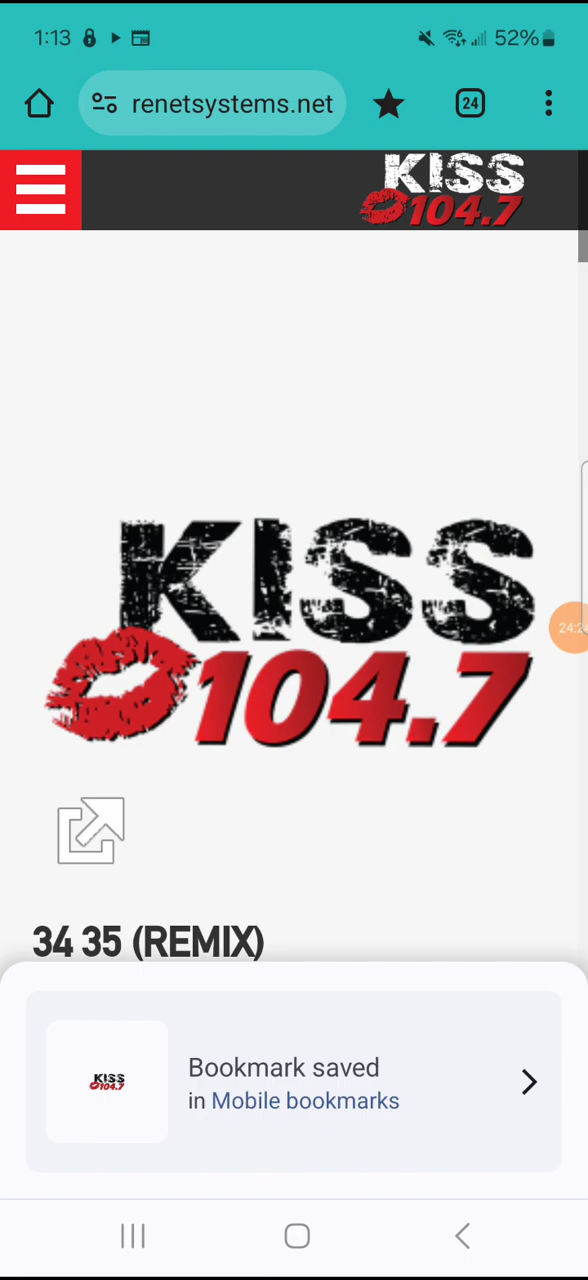 1:13
52%
renetsystems.net
24
KISS
104.7
KISS
104.7
34 35 (REMIX)
KISS
104.7
Bookmark saved
in Mobile bookmarks